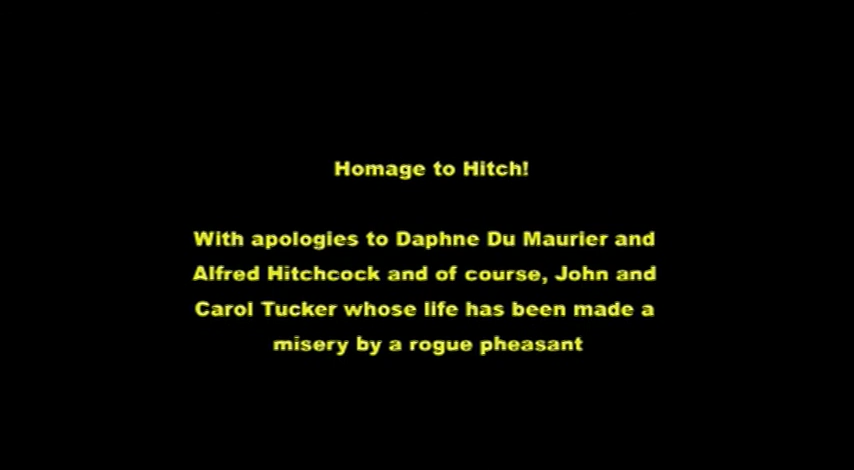 Homage to Hitch!
With apologies to Daphne Du Maurier and
Alfred Hitchcock and of course, John and
Carol Tucker whose life has been made a
misery by a rogue pheasant